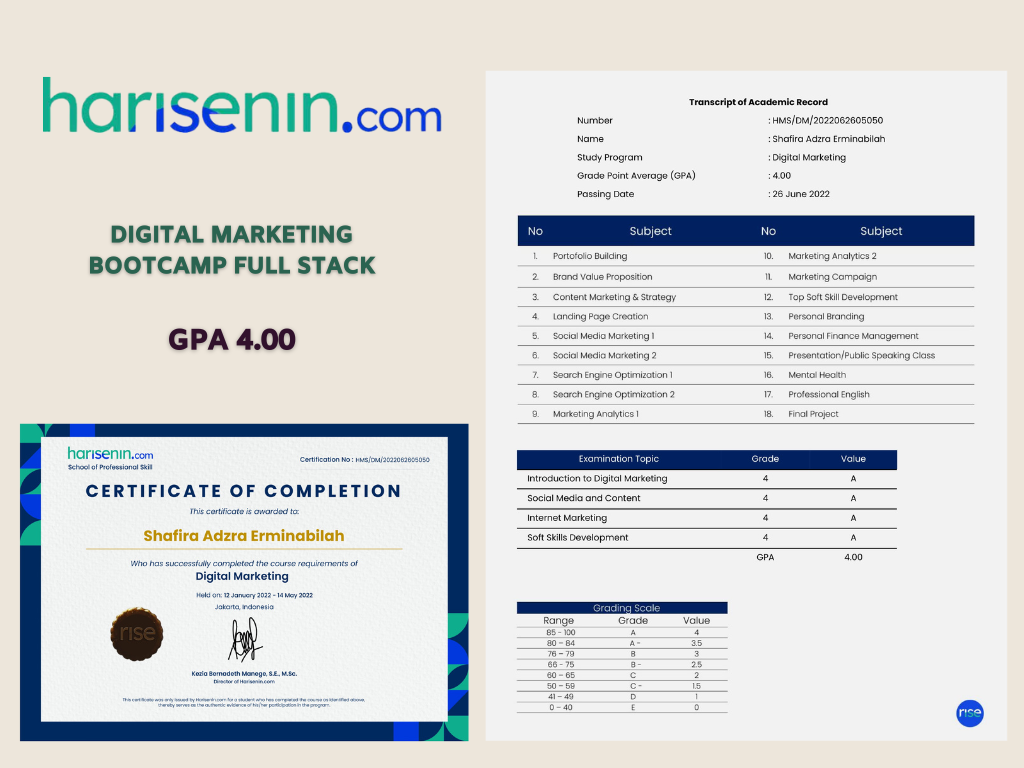 harisenin.com
DIGITAL MARKETING
BOOTCAMP FULL STACK
GPA 4.00
harisenin.com
School of Professional Skill
Certification No : HMS/DM/2022062605050
CERTIFICATE OF COMPLETION
This certificate is awarded to:
Shafira Adzra Erminabilah
Who has successfully completed the course requirements of
Digital Marketing
Held on: 12 January 2022 - 14 May 2022
Jakarta, Indonesia
rise
Kezia Bernadeth Manege, S.E., M.Sc.
Director of Harisenin.com
This certificate was only issued by Harisenin.com for a student who has completed the course as identified above,
thereby serves as the authentic evidence of his/her participation in the program.
Transcript of Academic Record
Number : HMS/DM/2022062605050
Name : Shafira Adzra Erminabilah
Study Program : Digital Marketing
Grade Point Average (GPA) : 4.00
Passing Date : 26 June 2022
No Subject No Subject
1. Portofolio Building 10. Marketing Analytics 2
2. Brand Value Proposition 11. Marketing Campaign
3. Content Marketing & Strategy 12. Top Soft Skill Development
4. Landing Page Creation 13. Personal Branding
5. Social Media Marketing 1 14. Personal Finance Management
6. Social Media Marketing 2 15. Presentation/Public Speaking Class
7. Search Engine Optimization 1 16. Mental Health
8. Search Engine Optimization 2 17. Professional English
9. Marketing Analytics 1 18. Final Project
Examination Topic Grade Value
Introduction to Digital Marketing 4 A
Social Media and Content 4 A
Internet Marketing 4 A
Soft Skills Development 4 A
GPA 4.00
Grading Scale
Range Grade Value
85 - 100 A 4
80 – 84 A - 3.5
76 – 79 B 3
66 - 75 B - 2.5
60 – 65 C 2
50 – 59 C - 1.5
41 – 49 D 1
0 – 40 E 0
rise